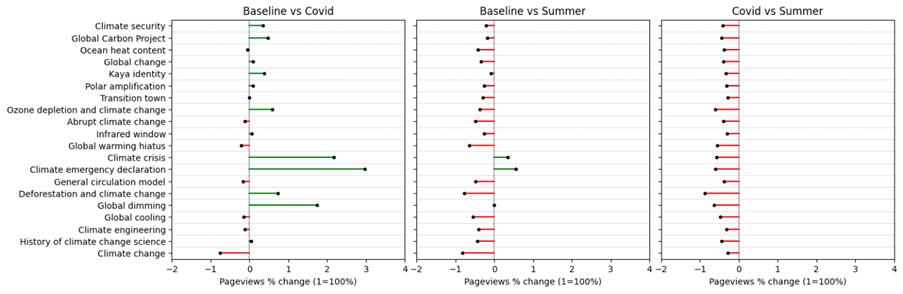 Baseline vs Covid
Baseline vs Summer
Covid vs Summer
Climate security
Global Carbon Project
Ocean heat content
Global change
Kaya identity
Polar amplification
Transition town
Ozone depletion and climate change
Abrupt climate change
Infrared window
Global warming hiatus
Climate crisis
Climate emergency declaration
General circulation model
Deforestation and climate change
Global dimming
Global cooling
Climate engineering
History of climate change science
Climate change
−2 −1 0 1 2 3 4
−2 −1 0 1 2 3 4
−2 −1 0 1 2 3 4
Pageviews % change (1=100%)
Pageviews % change (1=100%)
Pageviews % change (1=100%)